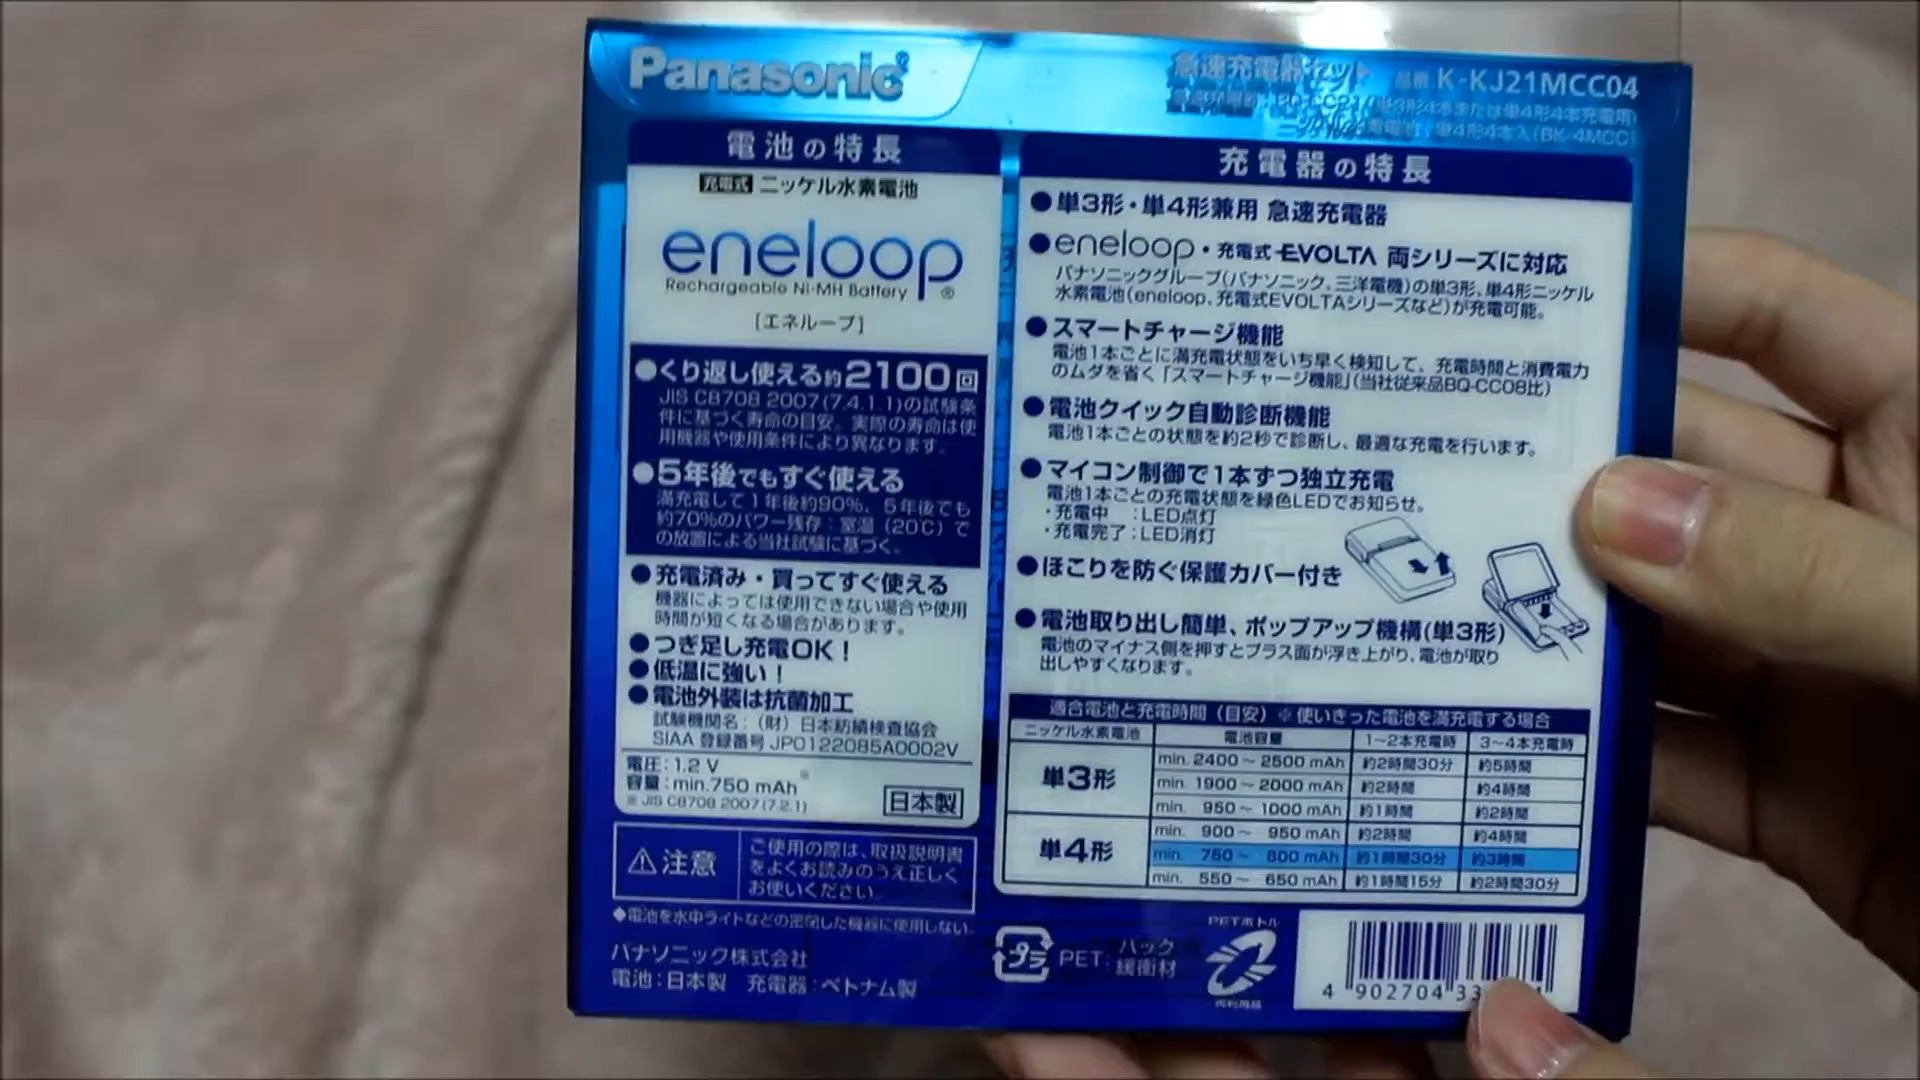 Panasonic
急速充電器セット 品番 K-KJ21MCC04
急速充電器:BQ-CC21(単3形4本または単4形4本充電用)
単4形4本入(BK-4MCC)
電池の特長
充電式 ニッケル水素電池
eneloop®
Rechargeable Ni-MH Battery
[エネループ]
●くり返し使える約2100回
JIS C8708 2007(7.4.1.1)の試験条
件に基づく寿命の目安。実際の寿命は使
用機器や使用条件により異なります。
●5年後でもすぐ使える
満充電して1年後約90%、5年後でも
約70%のパワー残存:室温(20℃)で
の放置による当社試験に基づく。
●充電済み・買ってすぐ使える
機器によっては使用できない場合や使用
時間が短くなる場合があります。
●つぎ足し充電OK!
●低温に強い!
●電池外装は抗菌加工
試験機関名:(財)日本紡績検査協会
SIAA 登録番号 JP0122085A0002V
電圧:1.2 V
容量:min.750 mAh※
※JIS C8708 2007(7.2.1)
日本製
⚠注意
ご使用の際は、取扱説明書
をよくお読みのうえ正しく
お使いください。
◆電池を水中ライトなどの密閉した機器に使用しない。
パナソニック株式会社
電池:日本製 充電器:ベトナム製
充電器の特長
●単3形・単4形兼用 急速充電器
●eneloop・充電式EVOLTA 両シリーズに対応
パナソニックグループ(パナソニック、三洋電機)の単3形、単4形ニッケル
水素電池(eneloop、充電式EVOLTAシリーズなど)が充電可能。
●スマートチャージ機能
電池1本ごとに満充電状態をいち早く検知して、充電時間と消費電力
のムダを省く「スマートチャージ機能」(当社従来品BQ-CC08比)
●電池クイック自動診断機能
電池1本ごとの状態を約2秒で診断し、最適な充電を行います。
●マイコン制御で1本ずつ独立充電
電池1本ごとの充電状態を緑色LEDでお知らせ。
・充電中 :LED点灯
・充電完了:LED消灯
●ほこりを防ぐ保護カバー付き
●電池取り出し簡単、ポップアップ機構(単3形)
電池のマイナス側を押すとプラス面が浮き上がり、電池が取り
出しやすくなります。
適合電池と充電時間(目安)※使いきった電池を満充電する場合
ニッケル水素電池 電池容量 1~2本充電時 3~4本充電時
単3形 min. 2400~2500 mAh 約2時間30分 約5時間
min. 1900~2000 mAh 約2時間 約4時間
min. 950~1000 mAh 約1時間 約2時間
単4形 min. 900~950 mAh 約2時間 約4時間
min. 750~800 mAh 約1時間30分 約3時間
min. 550~650 mAh 約1時間15分 約2時間30分
プラ PET: パック
緩衝材
PETボトル
再利用品
4 902704 33